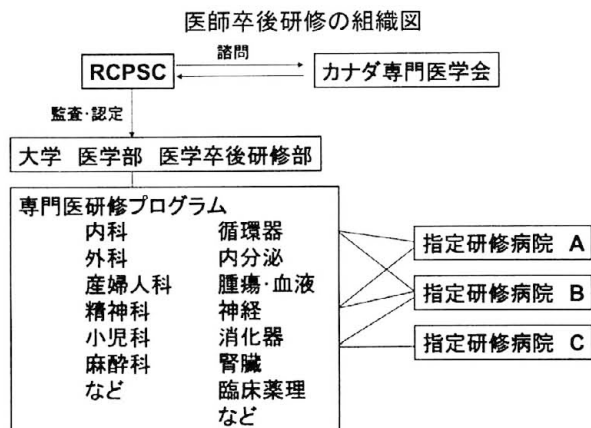 医師卒後研修の組織図
諮問
RCPSC
カナダ専門医学会
監査・認定
大学 医学部 医学卒後研修部
専門医研修プログラム
内科 循環器
外科 内分泌
産婦人科 腫瘍・血液
精神科 神経
小児科 消化器
麻酔科 腎臓
など 臨床薬理
など
指定研修病院 A
指定研修病院 B
指定研修病院 C